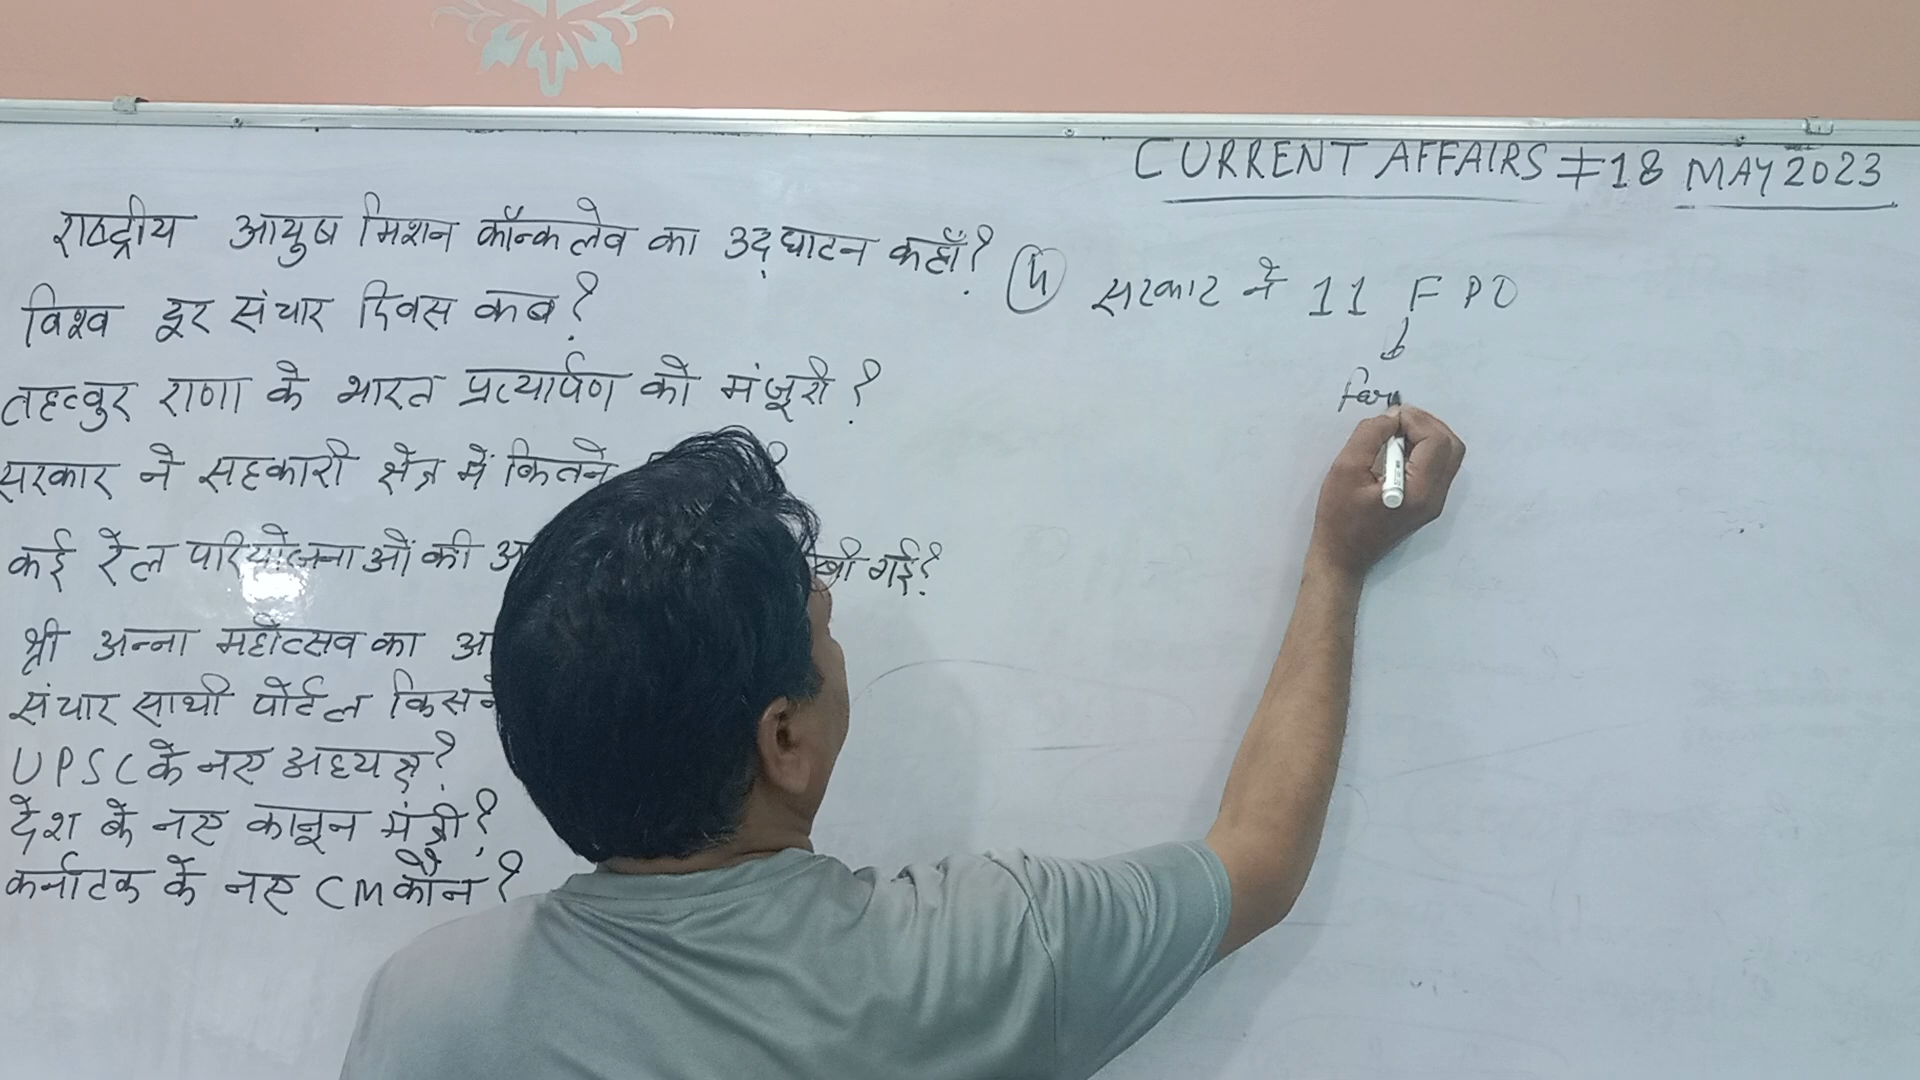 CURRENT AFFAIRS # 18 MAY 2023
राष्ट्रीय आयुष मिशन कॉन्क लेव का उद्घाटन कहाँ?
विश्व दूर संचार दिवस कब?
तहव्वुर राणा के भारत प्रत्यार्पण को मंजूरी?
सरकार ने सहकारी क्षेत्र में कितने
कई रेल परियोजनाओं की गई?
श्री अन्ना महोत्सव का
संचार साथी पोर्टल
UPSC के नए अध्यक्ष?
देश के नए कानून मंत्री?
कर्नाटक के नए CM कौन?
4 सरकार ने 11 FPO